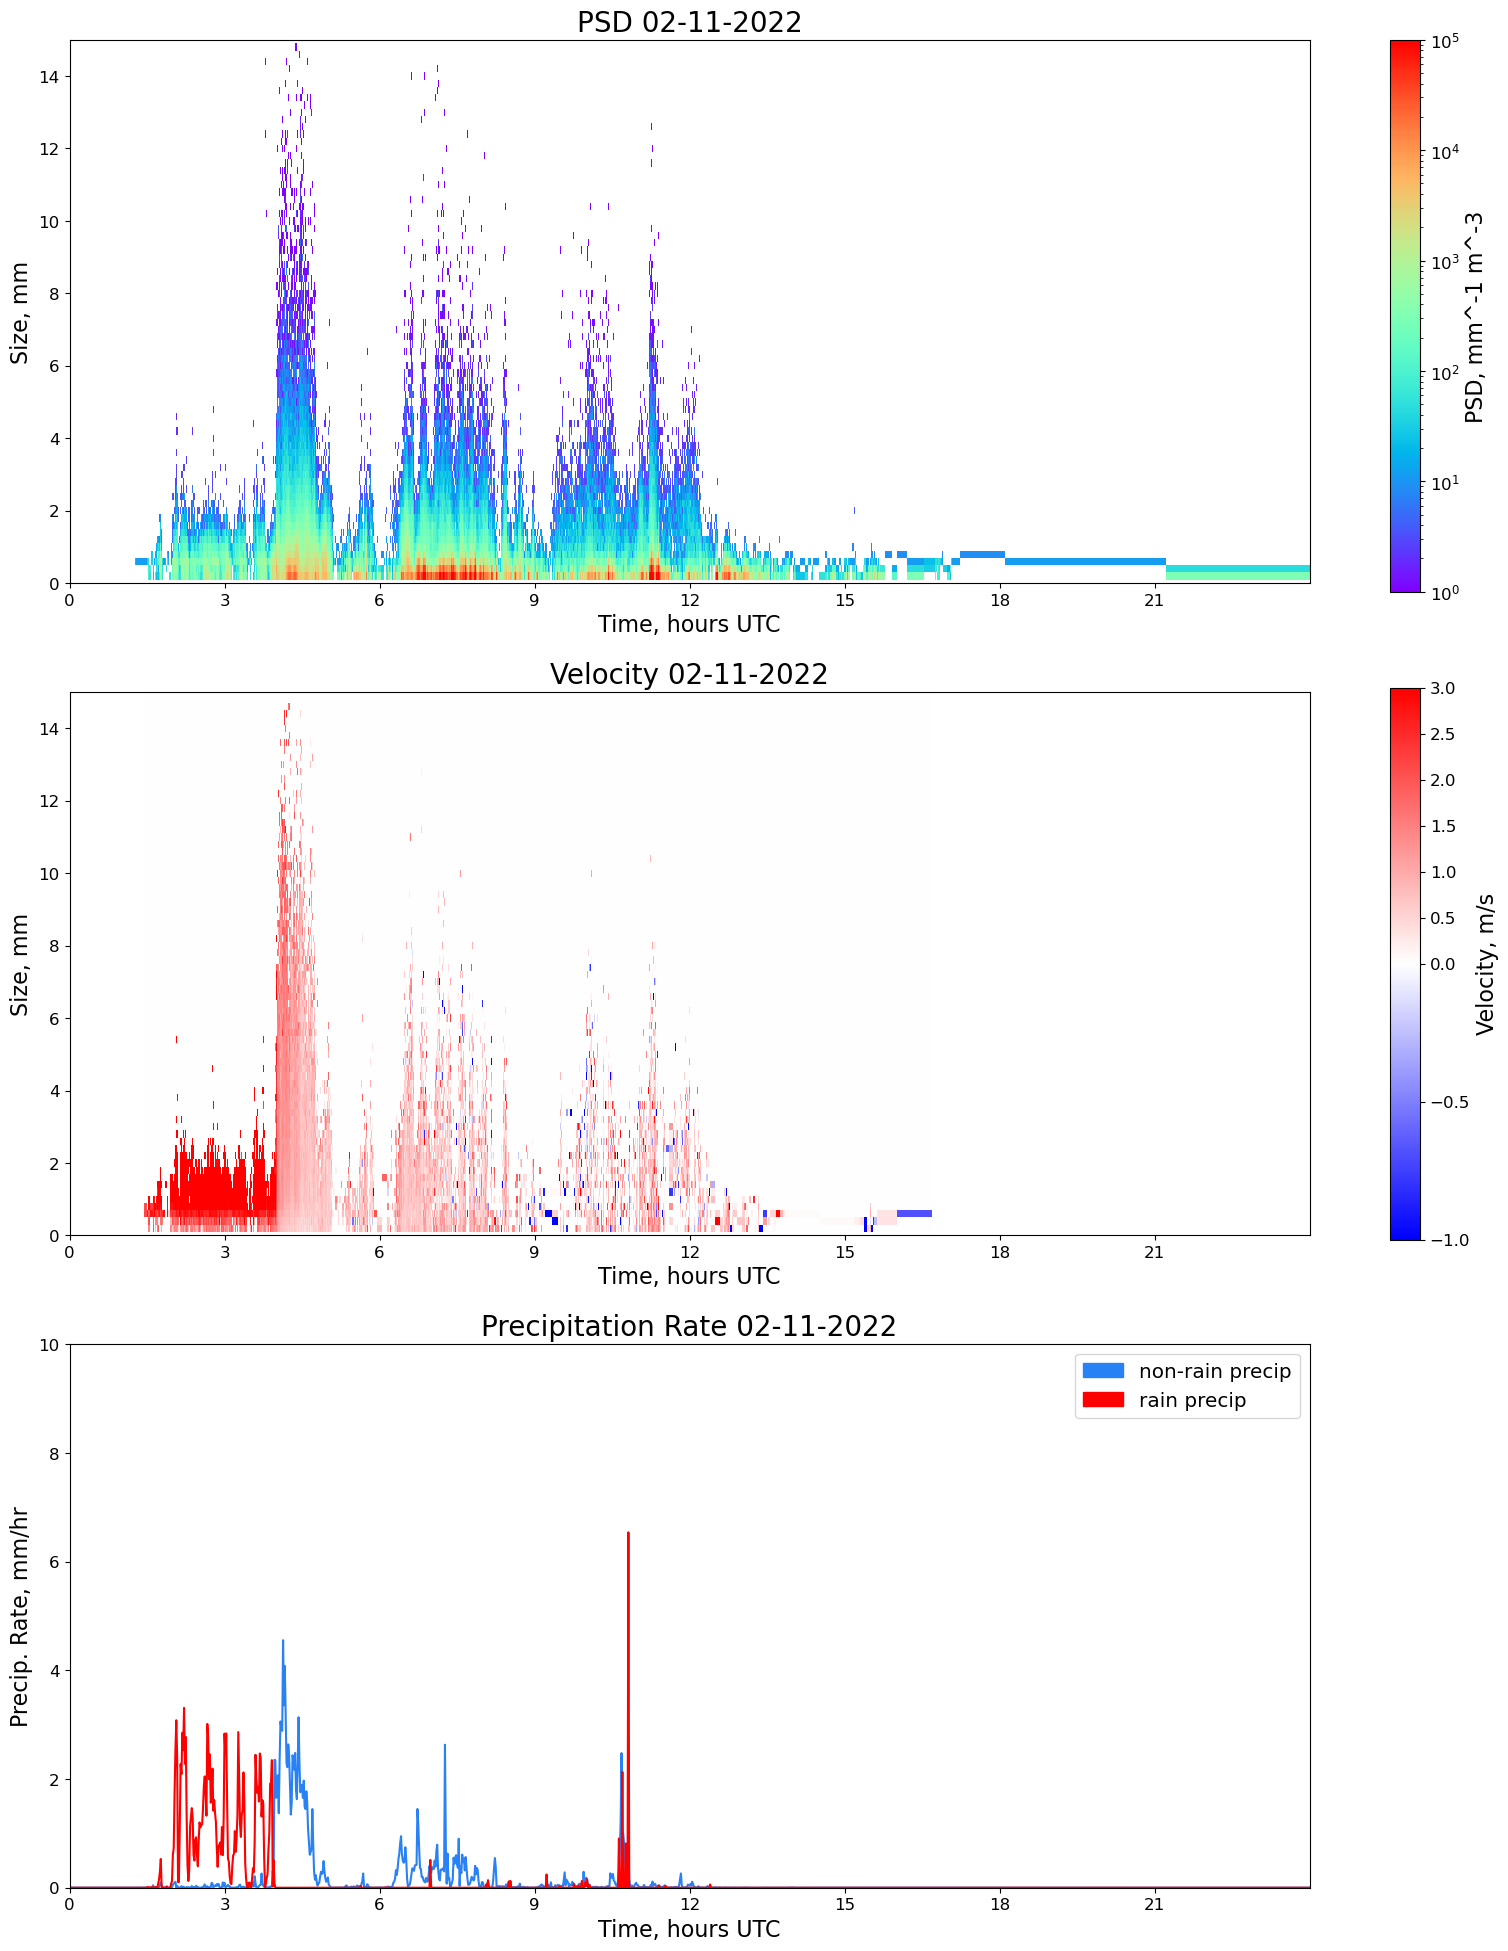 PSD 02-11-2022
Size, mm
14
12
10
8
6
4
2
0
0 3 6 9 12 15 18 21
Time, hours UTC
10^5
10^4
10^3
10^2
10^1
10^0
PSD, mm^-1 m^-3
Velocity 02-11-2022
Size, mm
14
12
10
8
6
4
2
0
0 3 6 9 12 15 18 21
Time, hours UTC
3.0
2.5
2.0
1.5
1.0
0.5
0.0
−0.5
−1.0
Velocity, m/s
Precipitation Rate 02-11-2022
Precip. Rate, mm/hr
10
8
6
4
2
0
non-rain precip
rain precip
0 3 6 9 12 15 18 21
Time, hours UTC